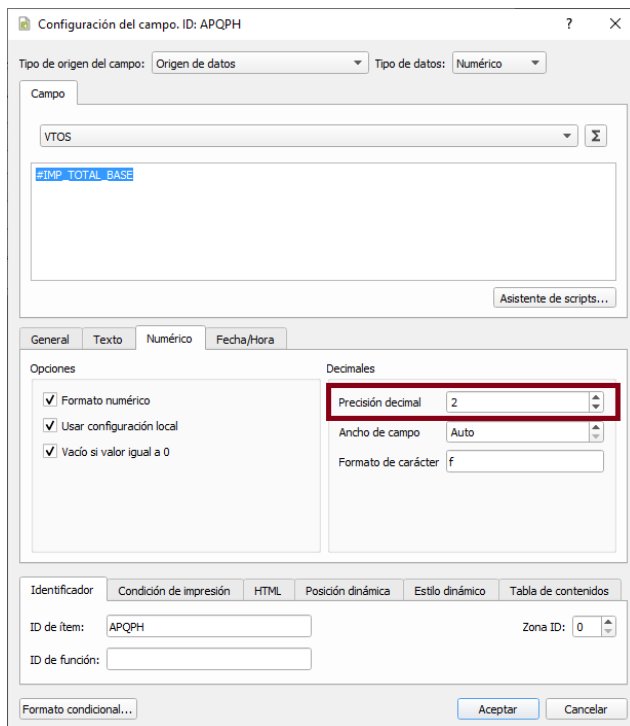 Configuración del campo. ID: APQPH ? ×
Tipo de origen del campo: Origen de datos Tipo de datos: Numérico
Campo
VTOS Σ
#IMP_TOTAL_BASE
Asistente de scripts...
General Texto Numérico Fecha/Hora
Opciones Decimales
Formato numérico Precisión decimal 2
Usar configuración local Ancho de campo Auto
Vacío si valor igual a 0 Formato de carácter f
Identificador Condición de impresión HTML Posición dinámica Estilo dinámico Tabla de contenidos
ID de ítem: APQPH Zona ID: 0
ID de función:
Formato condicional... Aceptar Cancelar